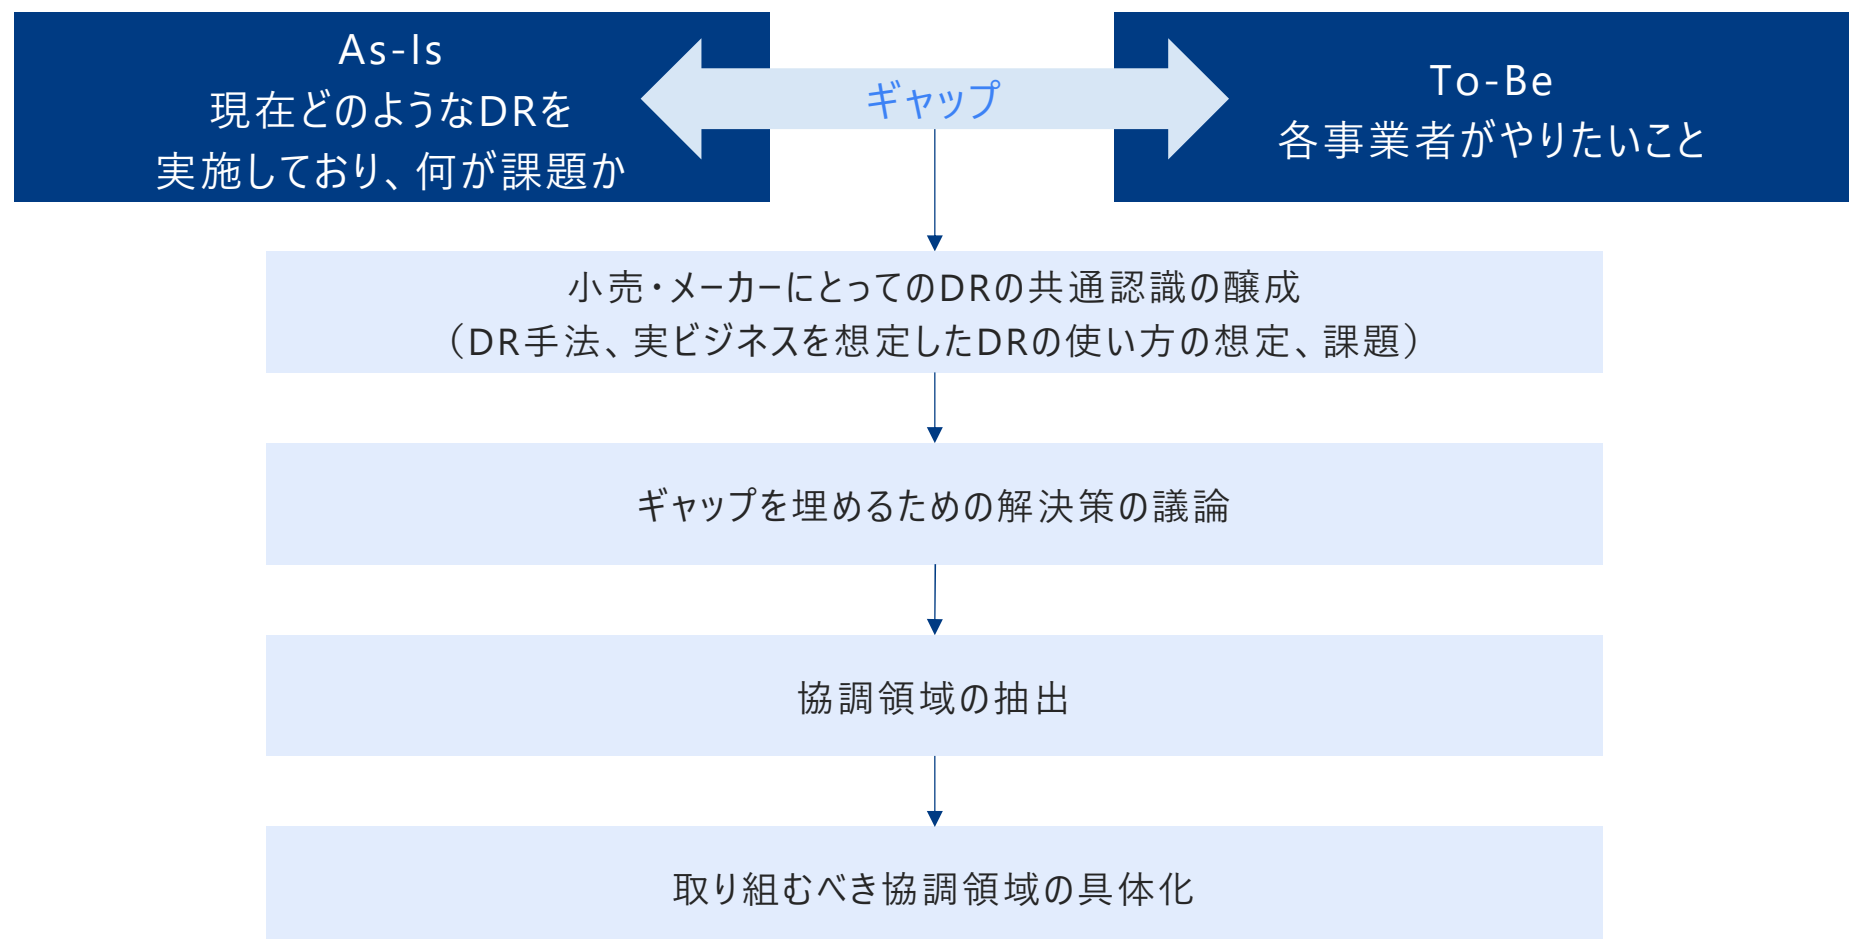 As-Is
現在どのようなDRを
実施しており、何が課題か
ギャップ
To-Be
各事業者がやりたいこと
小売・メーカーにとってのDRの共通認識の醸成
（DR手法、実ビジネスを想定したDRの使い方の想定、課題）
ギャップを埋めるための解決策の議論
協調領域の抽出
取り組むべき協調領域の具体化